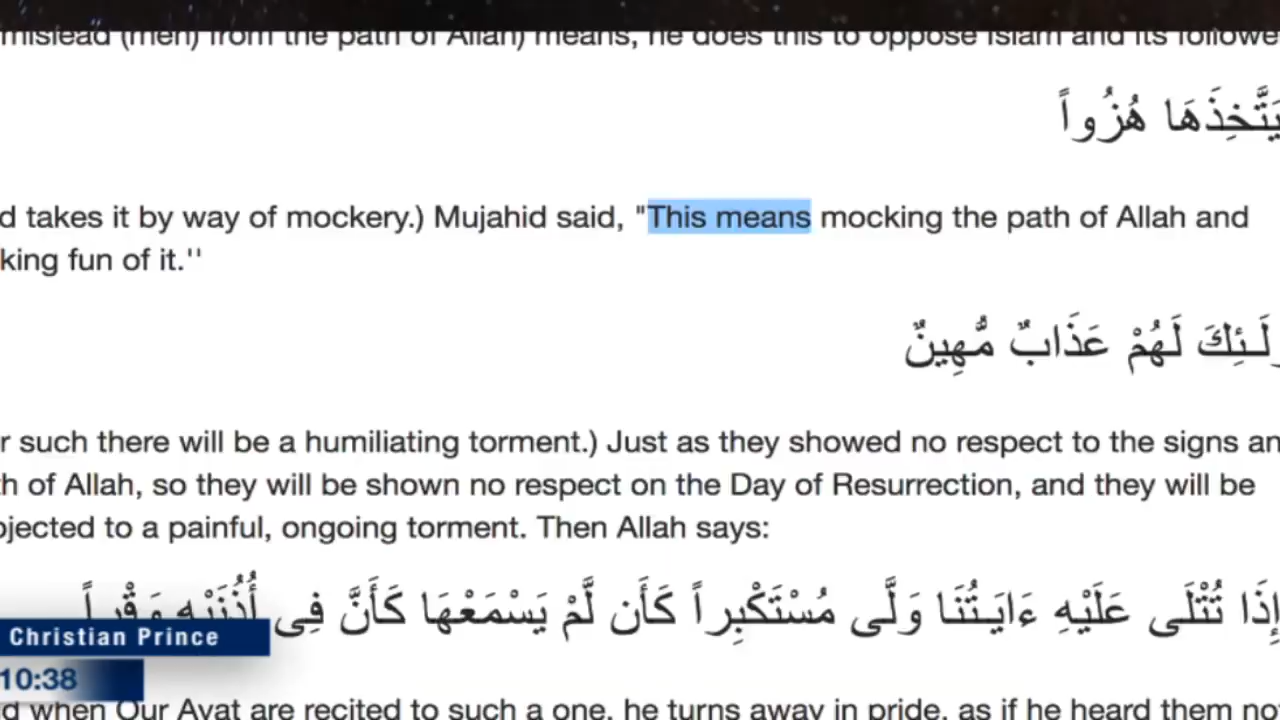 mislead (men) from the path of Allah) means, he does this to oppose Islam and its followe
يَتَّخِذَهَا هُزُواً
d takes it by way of mockery.) Mujahid said, "This means mocking the path of Allah and
king fun of it.''
لَـئِكَ لَهُمْ عَذَابٌ مُّهِينٌ
r such there will be a humiliating torment.) Just as they showed no respect to the signs an
th of Allah, so they will be shown no respect on the Day of Resurrection, and they will be
bjected to a painful, ongoing torment. Then Allah says:
إِذَا تُتْلَى عَلَيْهِ ءَايَـتُنَا وَلَّى مُسْتَكْبِراً كَأَن لَّمْ يَسْمَعْهَا كَأَنَّ فِى أُذُنَيْهِ وَقْراً
Christian Prince
10:38
d when Our Ayat are recited to such a one, he turns away in pride, as if he heard them no